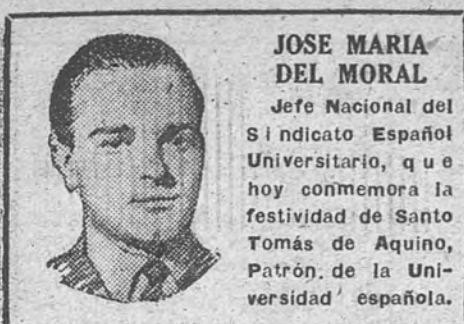 JOSE MARIA
DEL MORAL
Jefe Nacional del
Sindicato Español
Universitario, que
hoy conmemora la
festividad de Santo
Tomás de Aquino,
Patrón. de la Uni-
versidad española.